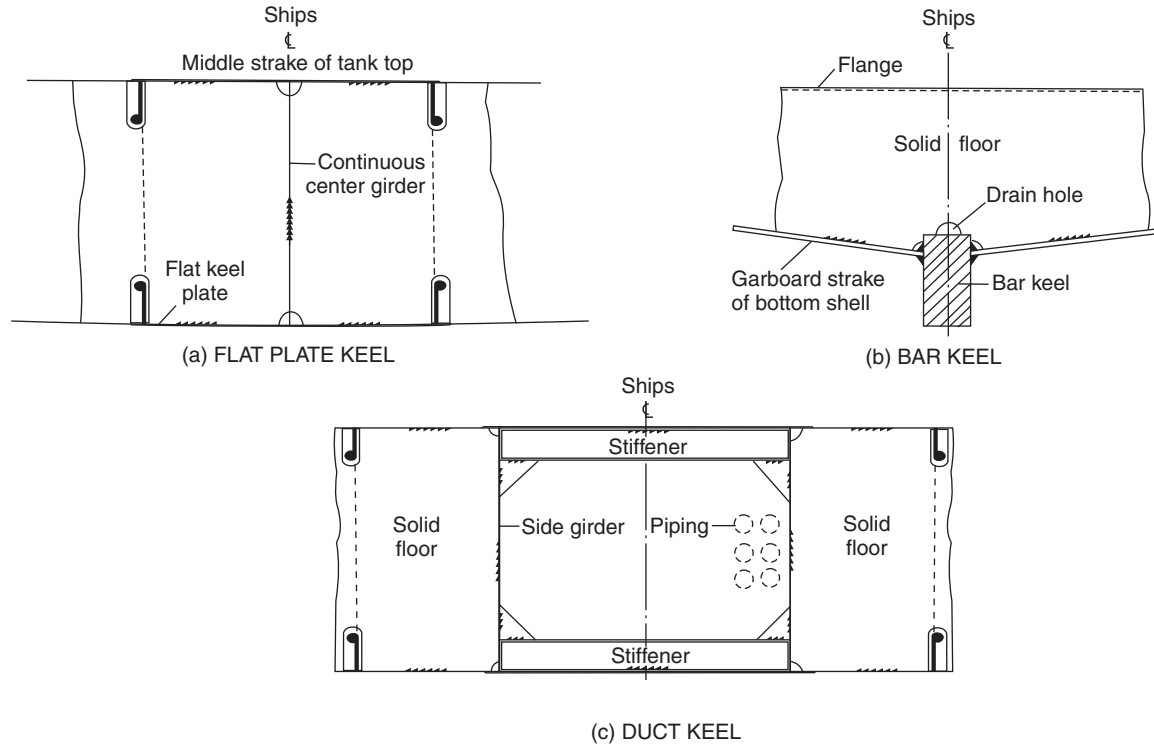 Ships
℄
Middle strake of tank top
Continuous
center girder
Flat keel
plate
(a) FLAT PLATE KEEL
Ships
℄
Flange
Solid floor
Drain hole
Garboard strake
of bottom shell
Bar keel
(b) BAR KEEL
Ships
℄
Stiffener
Solid
floor
Side girder
Piping
Solid
floor
Stiffener
(c) DUCT KEEL